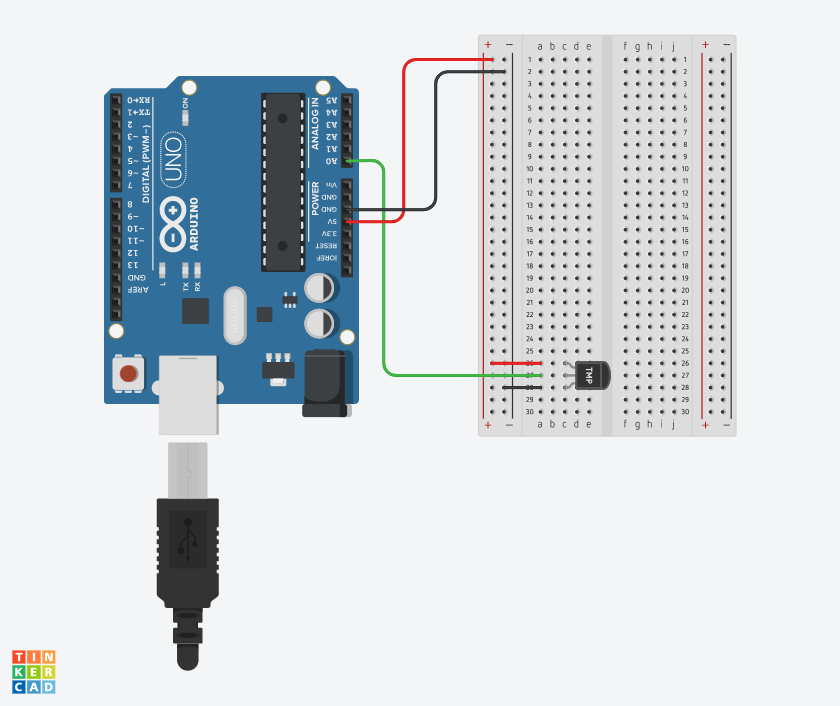 + − a b c d e f g h i j + −
1 1
2 2
3 3
4 4
5 5
6 6
7 7
8 8
9 9
10 10
11 11
12 12
13 13
14 14
15 15
16 16
17 17
18 18
19 19
20 20
21 21
22 22
23 23
24 24
25 25
26 26
27 27
28 28
29 29
30 30
+ − a b c d e f g h i j + −
TMP
RX→0
TX←1
2
~3
4
~5
~6
7
8
~9
~10
~11
12
13
GND
AREF
DIGITAL (PWM~)
ON
UNO
ARDUINO
L
TX
RX
ANALOG IN
A5
A4
A3
A2
A1
A0
POWER
Vin
GND
GND
5V
3.3V
RESET
IOREF
TIN
KER
CAD